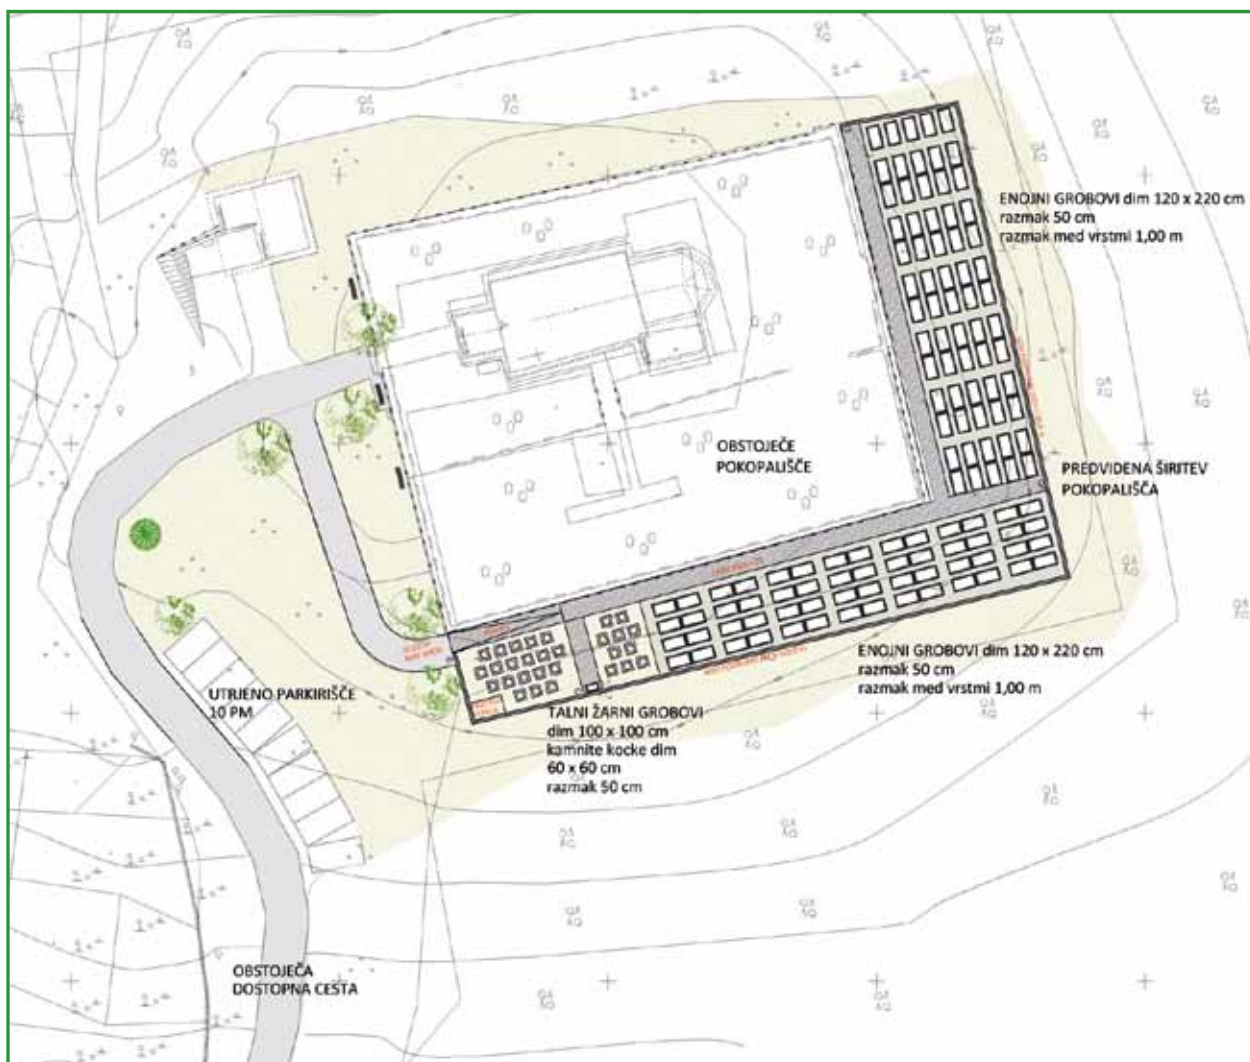 ENOJNI GROBOVI dim 120 x 220 cm
razmak 50 cm
razmak med vrstmi 1,00 m
OBSTOJEČE
POKOPALIŠČE
PREDVIDENA ŠIRITEV
POKOPALIŠČA
ENOJNI GROBOVI dim 120 x 220 cm
razmak 50 cm
razmak med vrstmi 1,00 m
UTRJENO PARKIRIŠČE
10 PM
TALNI ŽARNI GROBOVI
dim 100 x 100 cm
kamnite kocke dim
60 x 60 cm
razmak 50 cm
OBSTOJEČA
DOSTOPNA CESTA